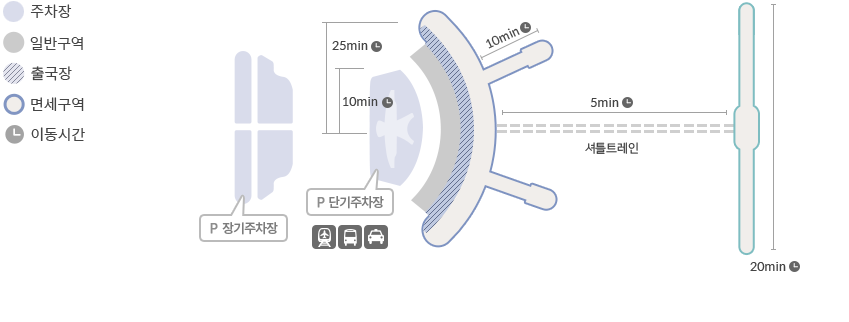 주차장
일반구역
출국장
면세구역
이동시간
25min
10min
10min
5min
셔틀트레인
20min
P 장기주차장
P 단기주차장